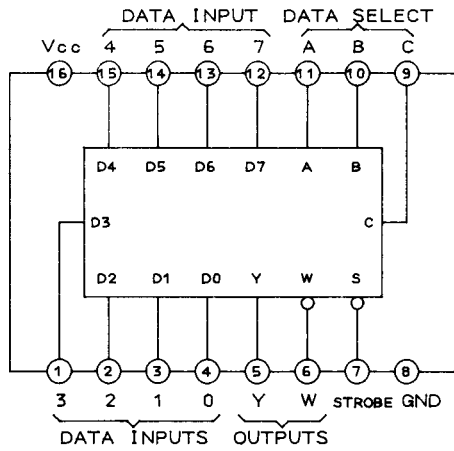 DATA INPUT DATA SELECT
Vcc 4 5 6 7 A B C
16 15 14 13 12 11 10 9
D4 D5 D6 D7 A B
D3 C
D2 D1 D0 Y W S
1 2 3 4 5 6 7 8
3 2 1 0 Y W STROBE GND
DATA INPUTS OUTPUTS